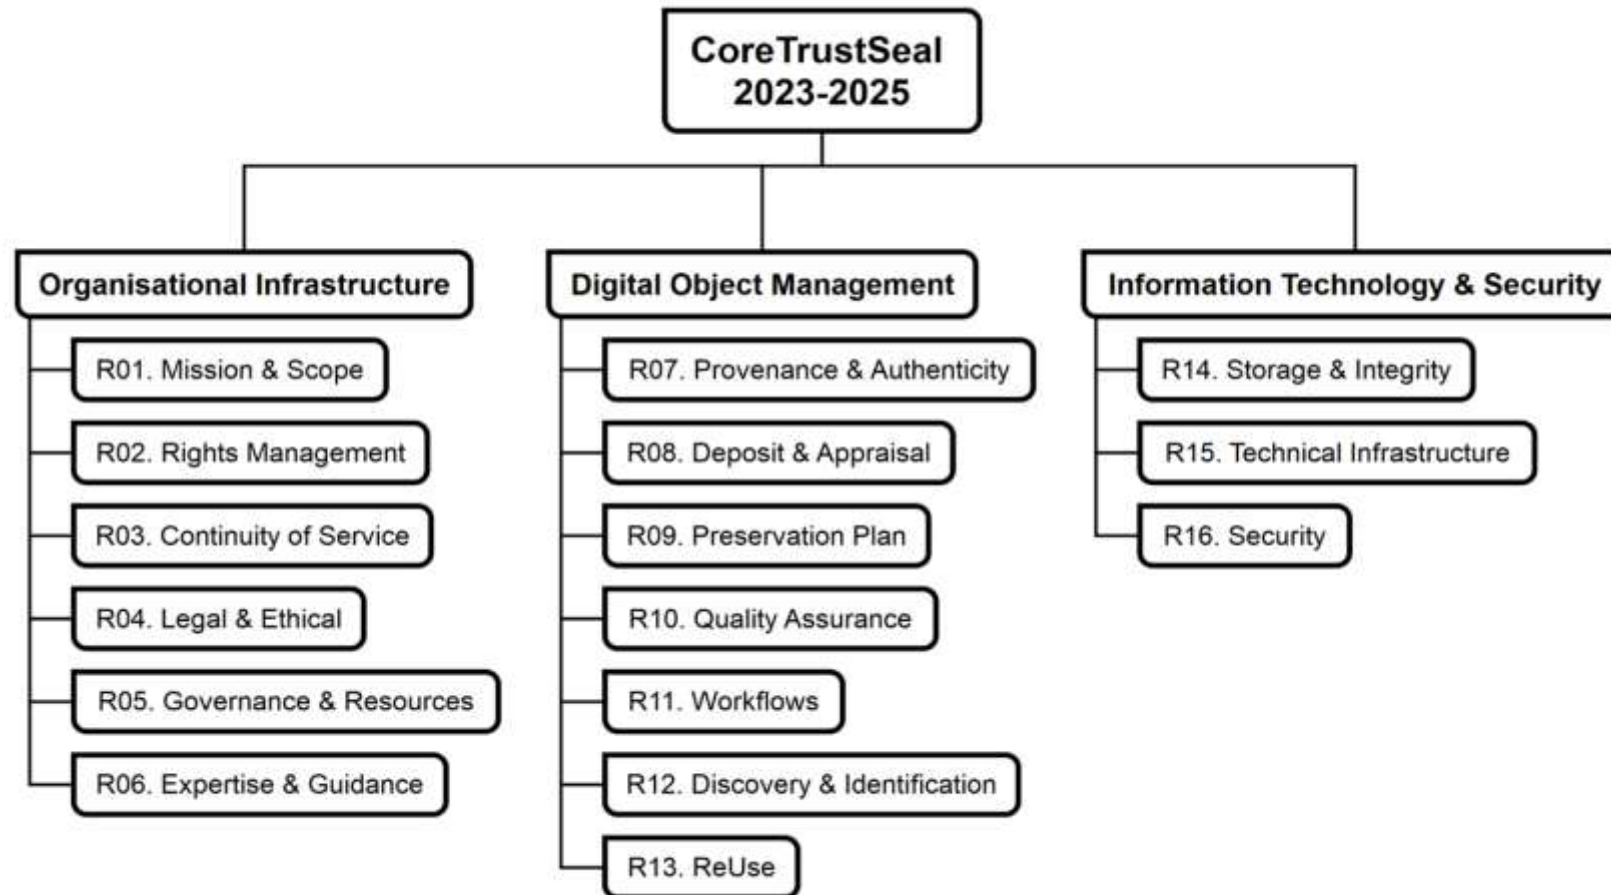 CoreTrustSeal
2023-2025
Organisational Infrastructure
R01. Mission & Scope
R02. Rights Management
R03. Continuity of Service
R04. Legal & Ethical
R05. Governance & Resources
R06. Expertise & Guidance
Digital Object Management
R07. Provenance & Authenticity
R08. Deposit & Appraisal
R09. Preservation Plan
R10. Quality Assurance
R11. Workflows
R12. Discovery & Identification
R13. ReUse
Information Technology & Security
R14. Storage & Integrity
R15. Technical Infrastructure
R16. Security